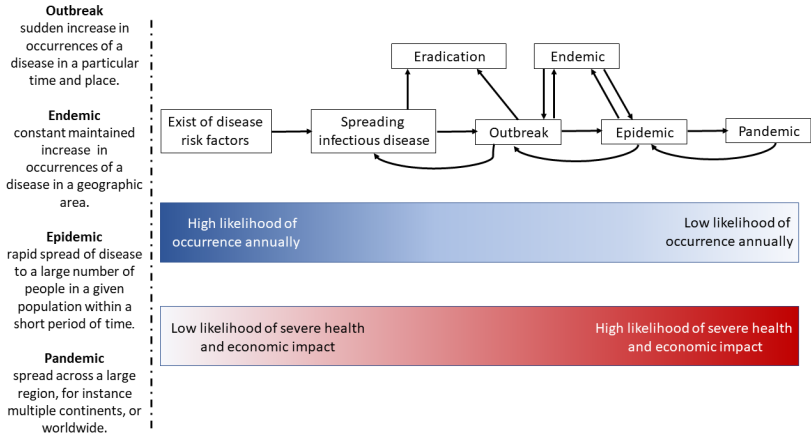 Outbreak
sudden increase in
occurrences of a
disease in a particular
time and place.
Endemic
constant maintained
increase in
occurrences of a
disease in a geographic
area.
Epidemic
rapid spread of disease
to a large number of
people in a given
population within a
short period of time.
Pandemic
spread across a large
region, for instance
multiple continents, or
worldwide.
Eradication
Endemic
Exist of disease
risk factors
Spreading
infectious disease
Outbreak
Epidemic
Pandemic
High likelihood of
occurrence annually
Low likelihood of
occurrence annually
Low likelihood of severe health
and economic impact
High likelihood of severe health
and economic impact